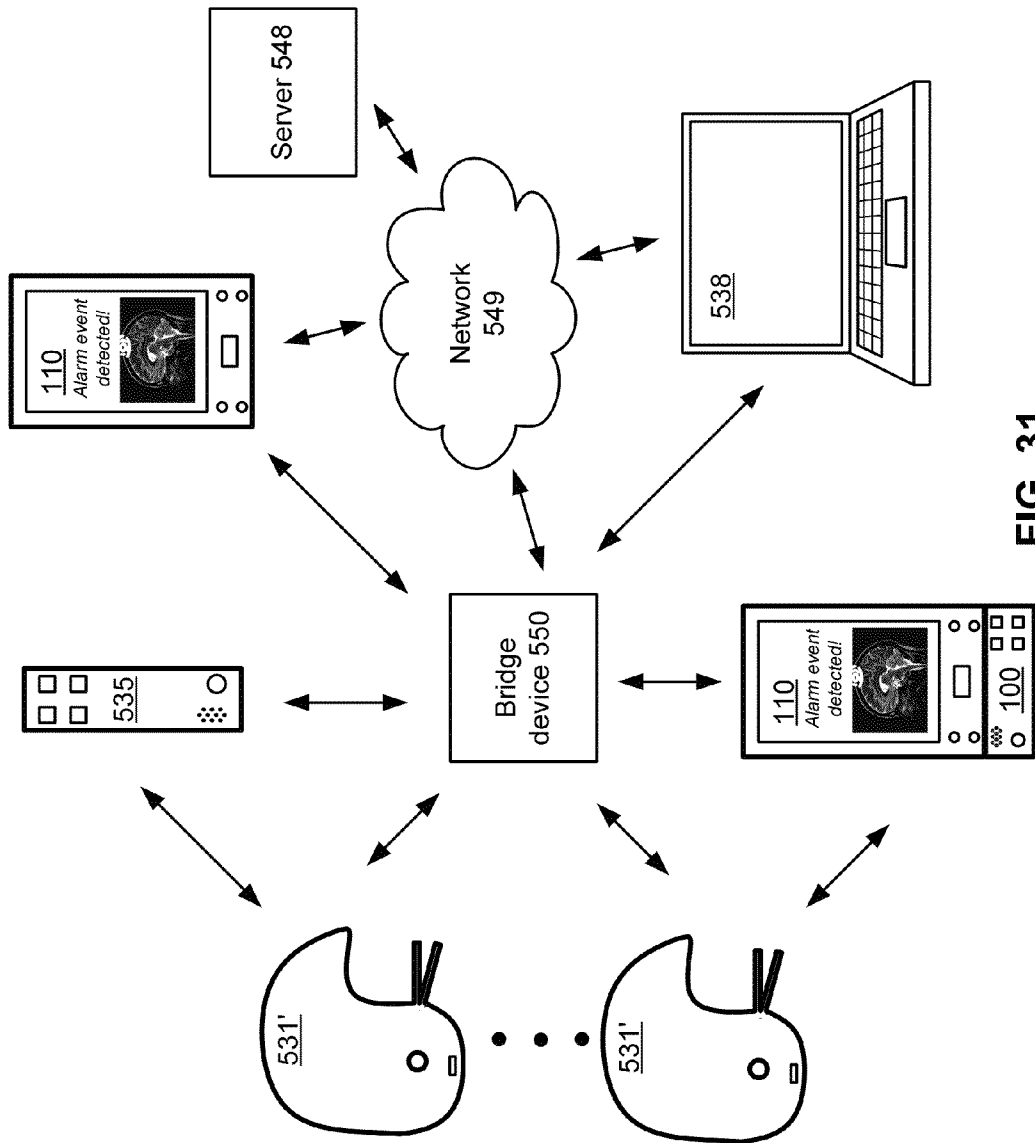 Server 548
110
Alarm event
detected!
Network
549
538
535
Bridge
device 550
110
Alarm event
detected!
100
531'
531'
FIG. 31